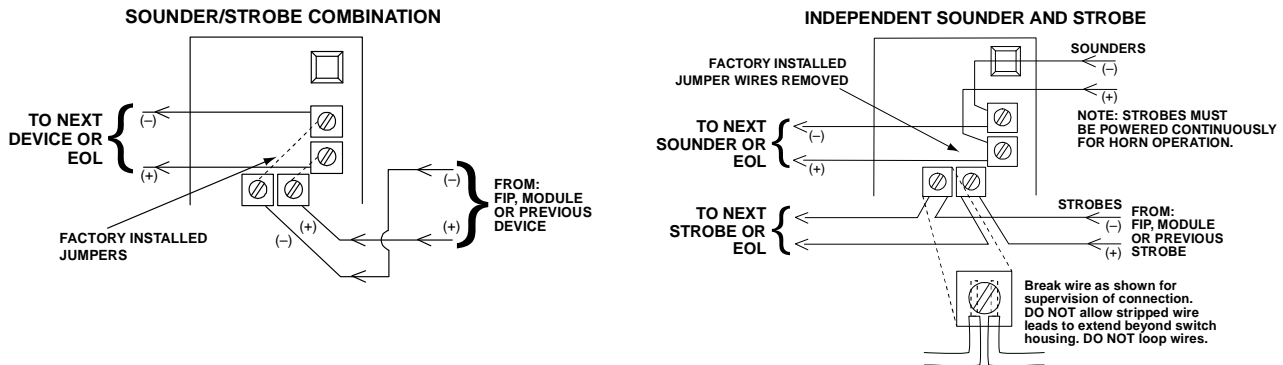 SOUNDER/STROBE COMBINATION
TO NEXT
DEVICE OR
EOL
(–)
(+)
FACTORY INSTALLED
JUMPERS
(–)
(+)
(–)
(+)
FROM:
FIP, MODULE
OR PREVIOUS
DEVICE
INDEPENDENT SOUNDER AND STROBE
FACTORY INSTALLED
JUMPER WIRES REMOVED
SOUNDERS
(–)
(+)
NOTE: STROBES MUST
BE POWERED CONTINUOUSLY
FOR HORN OPERATION.
TO NEXT
SOUNDER OR
EOL
(–)
(+)
TO NEXT
STROBE OR
EOL
STROBES
(–)
(+)
FROM:
FIP, MODULE
OR PREVIOUS
STROBE
Break wire as shown for
supervision of connection.
DO NOT allow stripped wire
leads to extend beyond switch
housing. DO NOT loop wires.